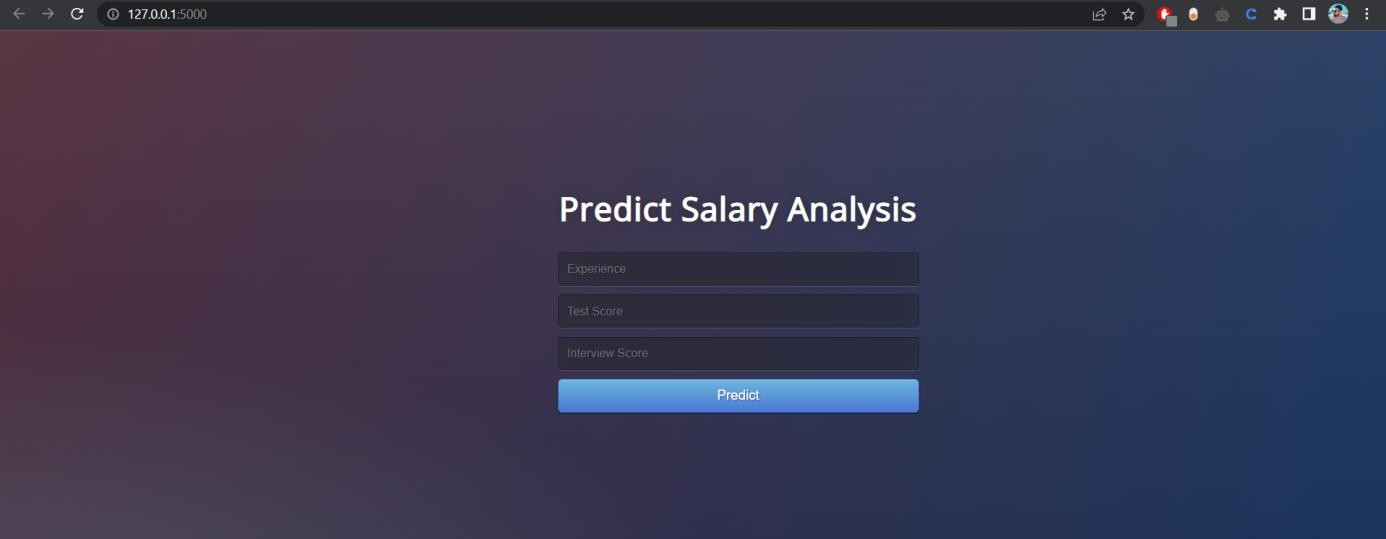 127.0.0.1:5000
Predict Salary Analysis
Experience
Test Score
Interview Score
Predict